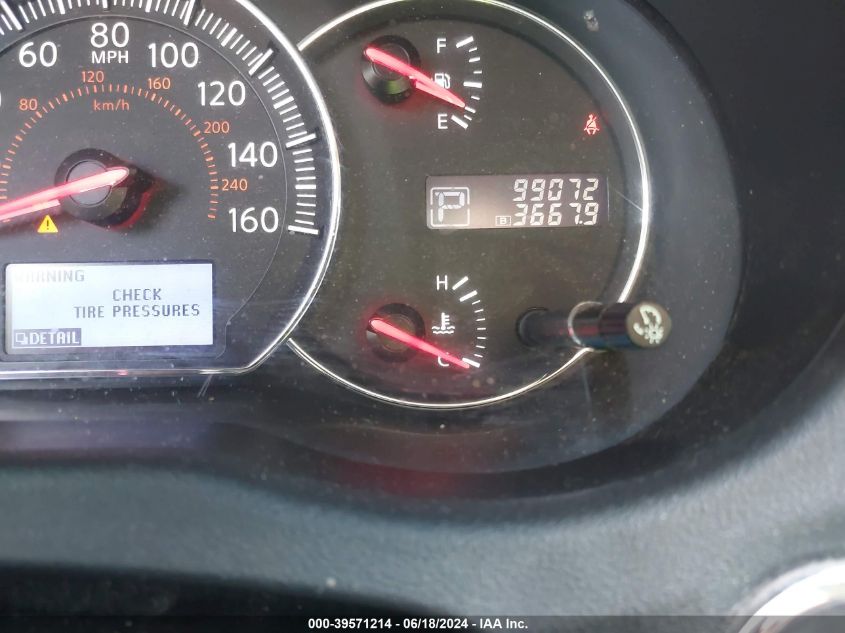 60
80
MPH
100
120
140
160
80
120
160
200
240
km/h
F
E
P
99072
B 3667.9
H
C
WARNING
CHECK
TIRE PRESSURES
DETAIL
000-39571214 - 06/18/2024 - IAA Inc.